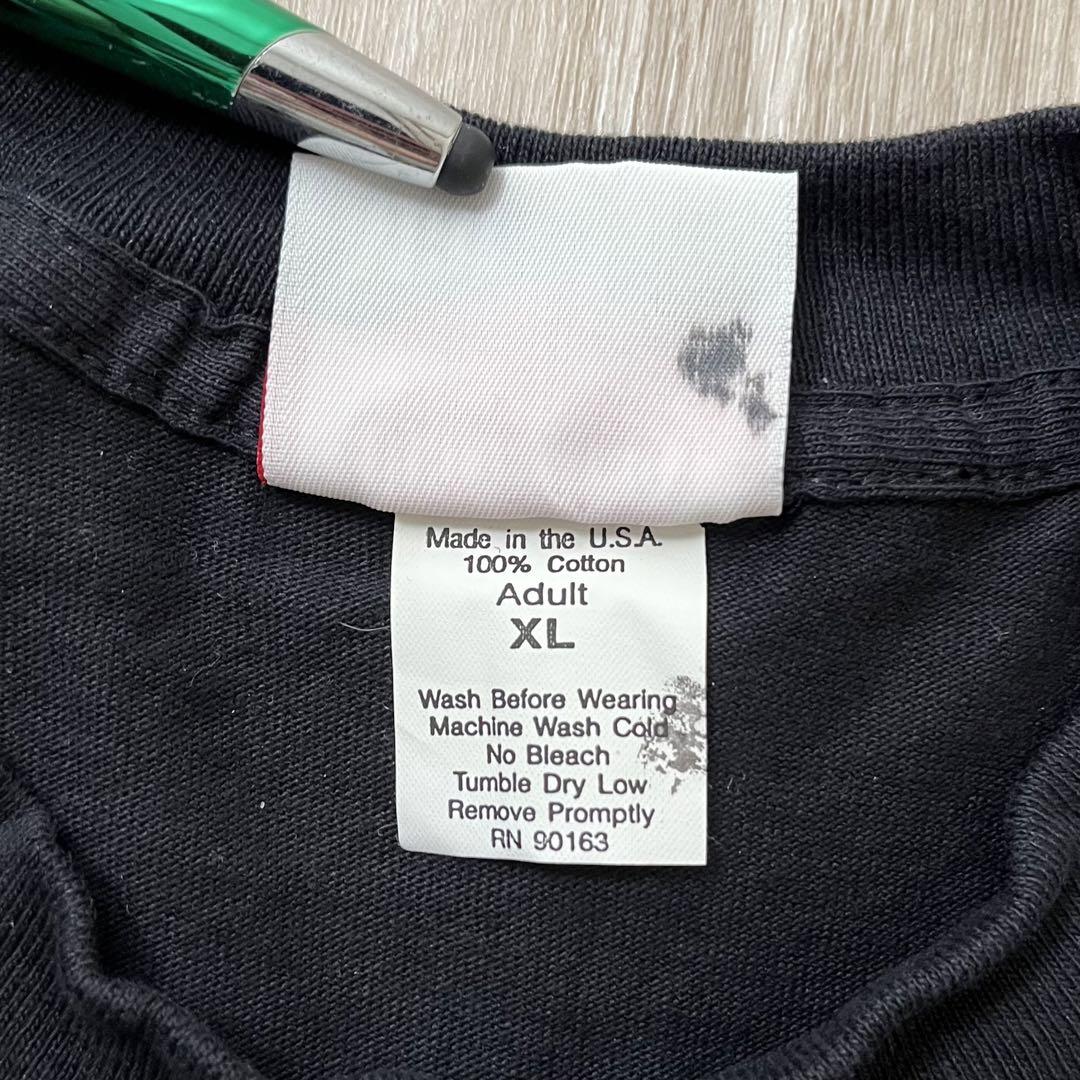 Made in the U.S.A.
100% Cotton
Adult
XL
Wash Before Wearing
Machine Wash Cold
No Bleach
Tumble Dry Low
Remove Promptly
RN 90163